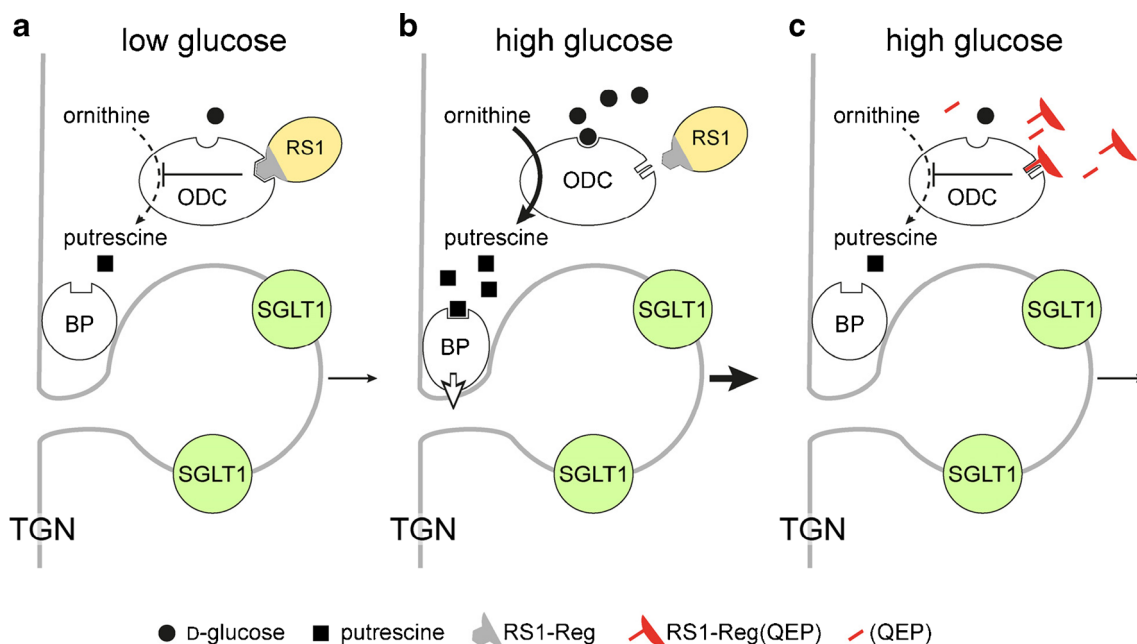 a
low glucose
ornithine
RS1
ODC
putrescine
BP
SGLT1
SGLT1
TGN
b
high glucose
ornithine
RS1
ODC
putrescine
BP
SGLT1
SGLT1
TGN
c
high glucose
ornithine
ODC
putrescine
BP
SGLT1
SGLT1
TGN
D-glucose putrescine RS1-Reg RS1-Reg(QEP) (QEP)